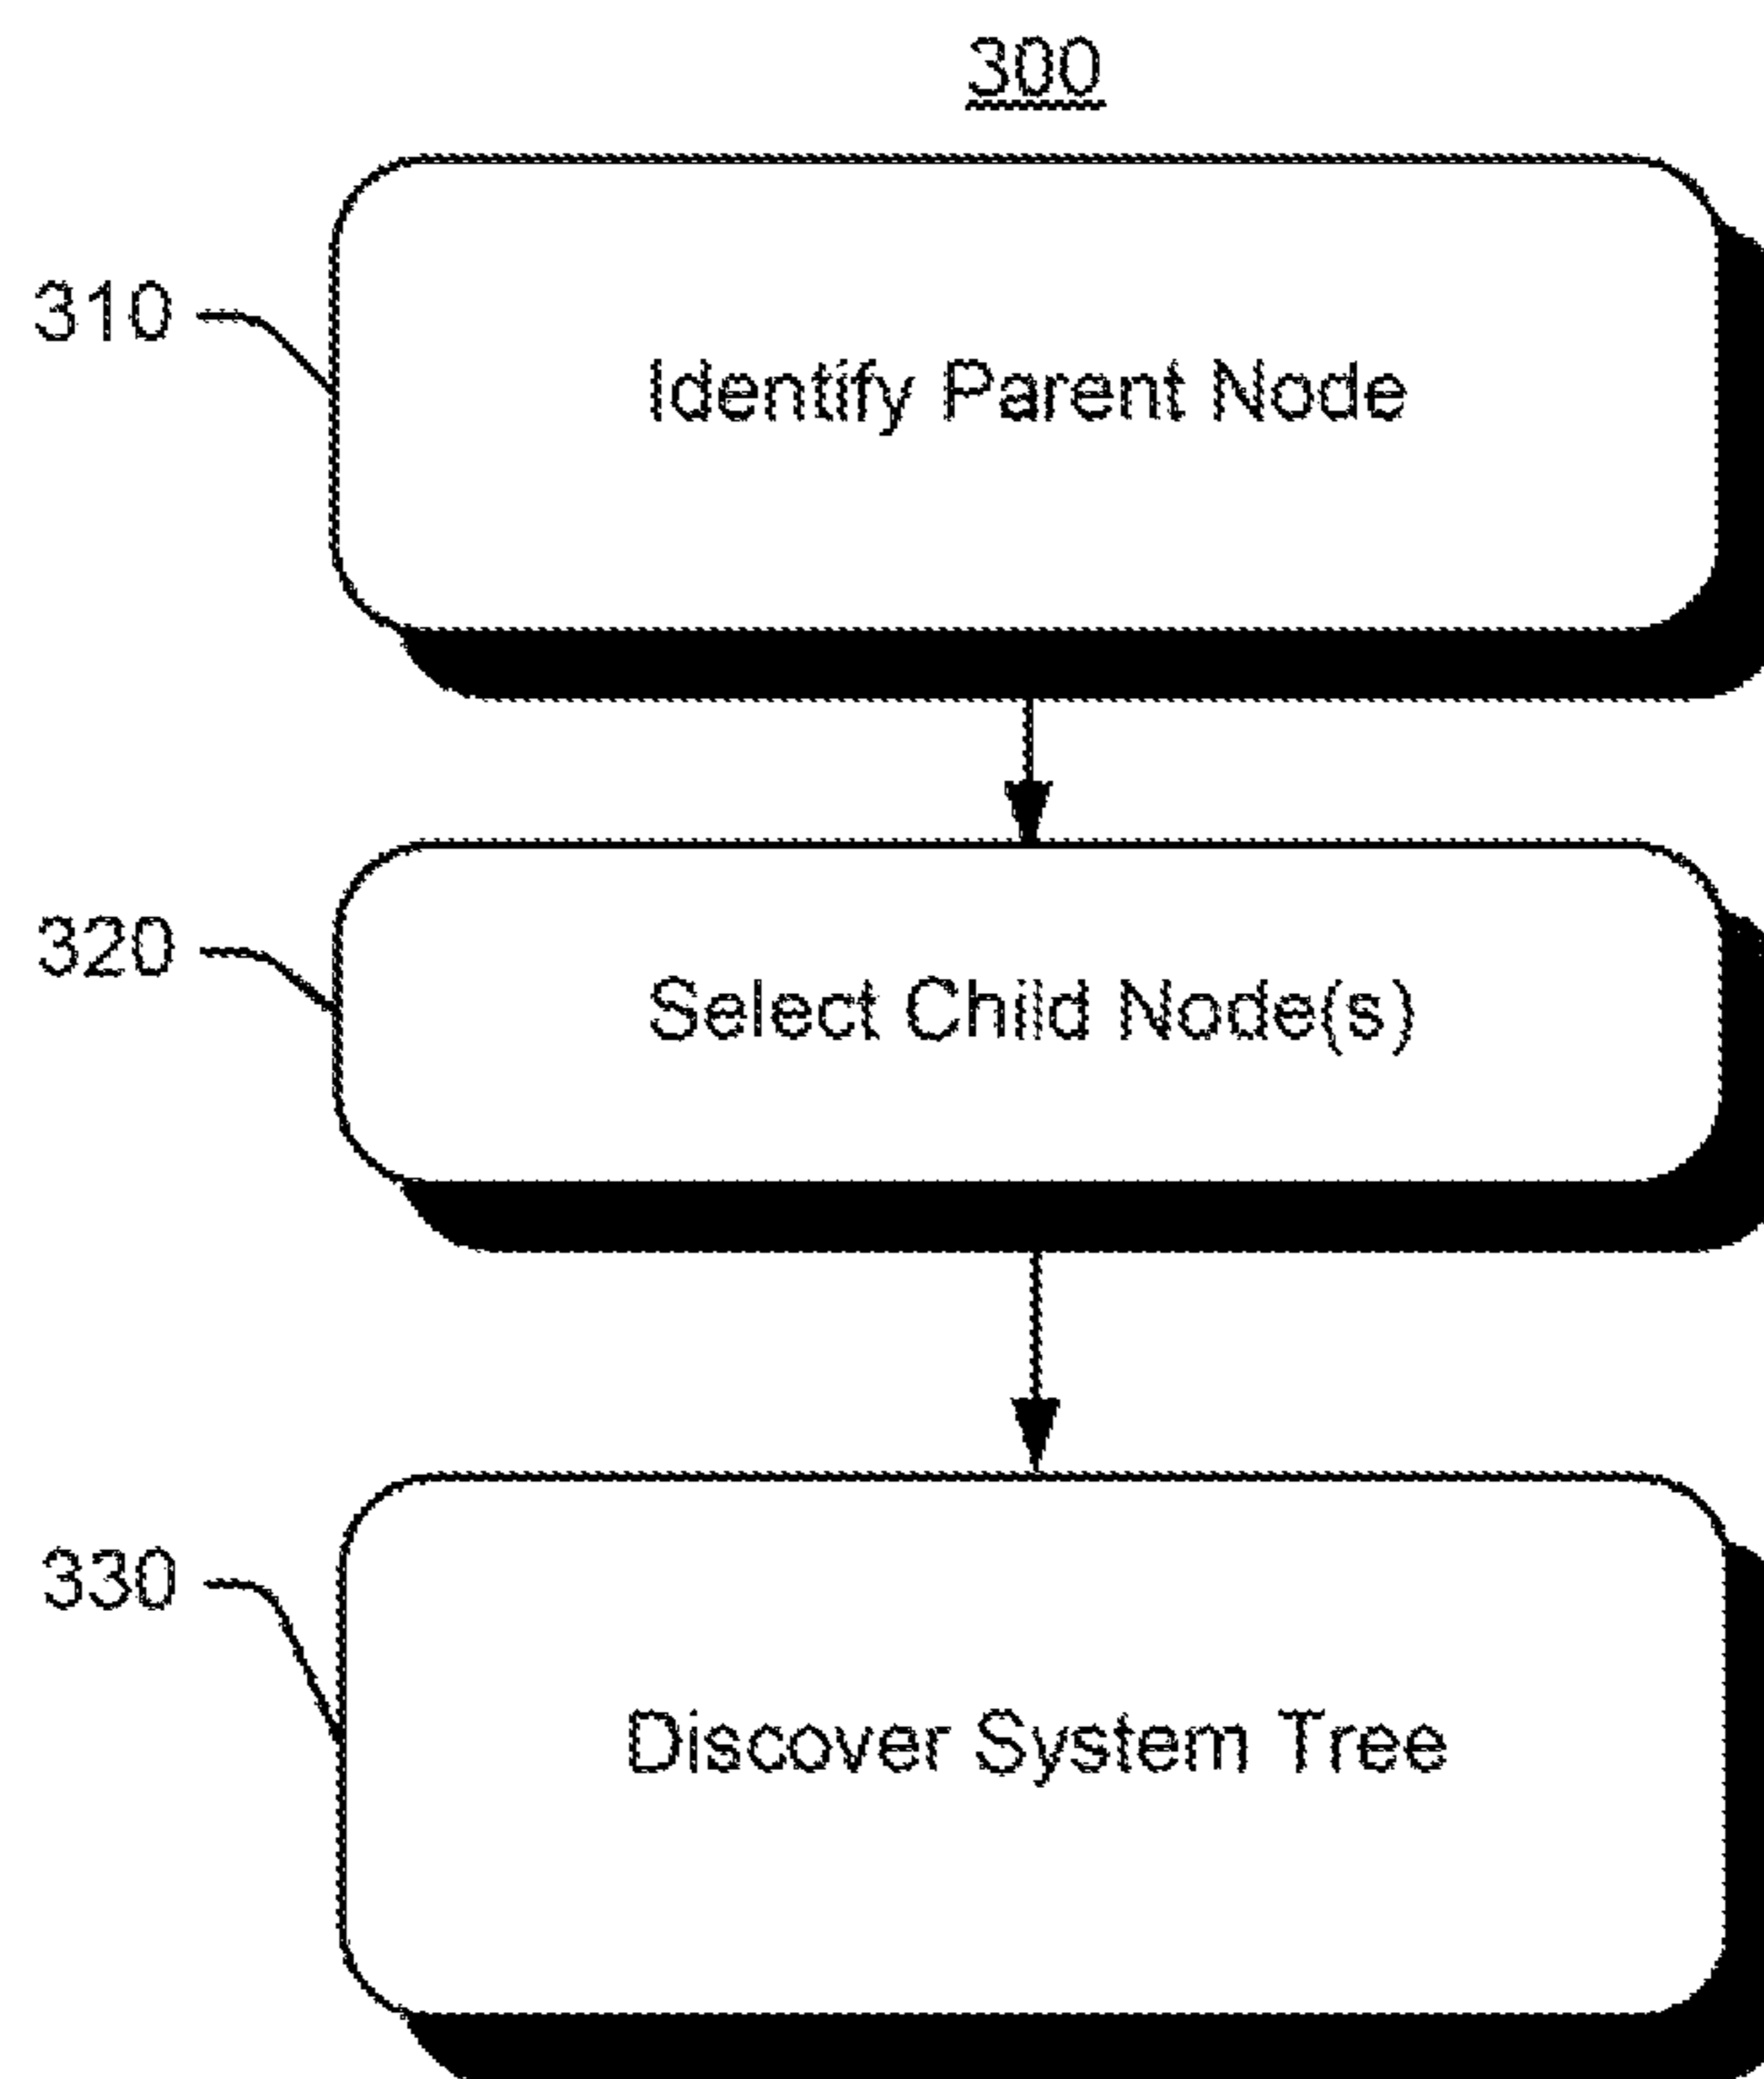 300
310
Identify Parent Node
320
Select Child Node(s)
330
Discover System Tree